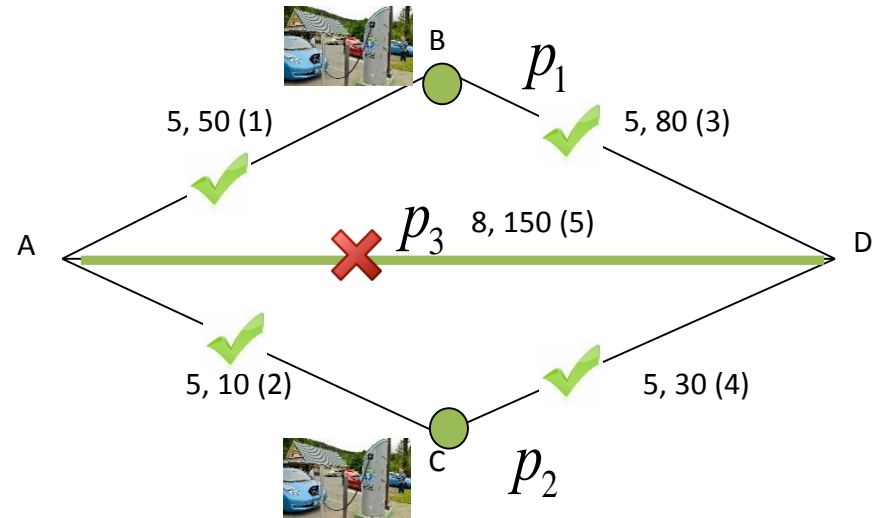 B
p₁
5, 50 (1)
5, 80 (3)
A
p₃
8, 150 (5)
D
5, 10 (2)
5, 30 (4)
C
p₂